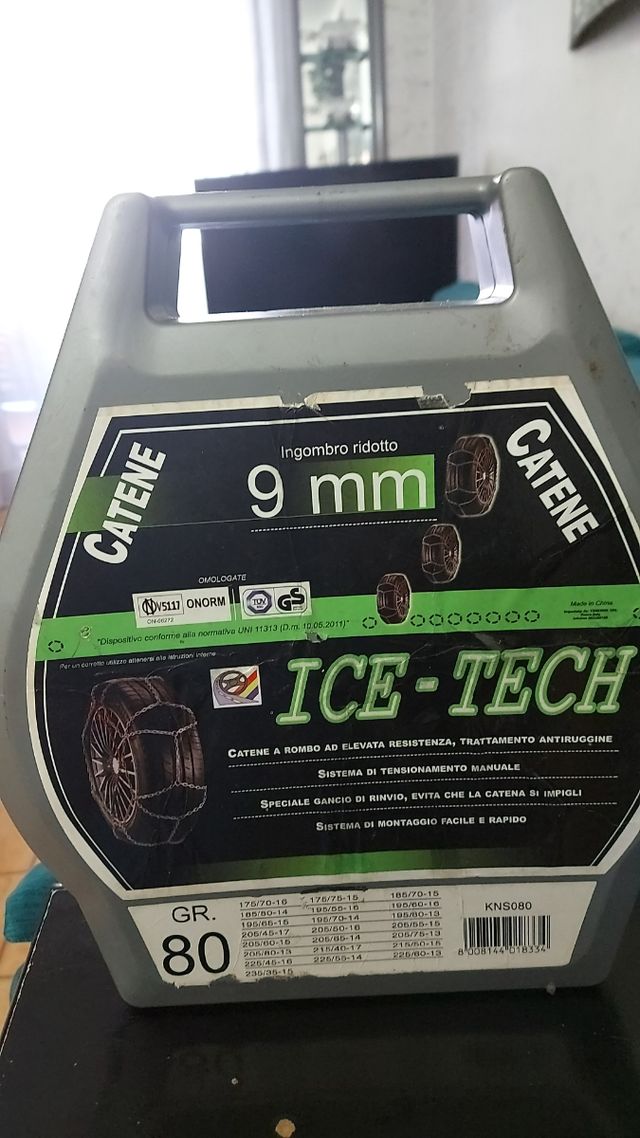 Ingombro ridotto
9 mm
CATENE
CATENE
OMOLOGATE
V5117 ÖNORM
TÜV GS
"Dispositivo conforme alla normativa UNI 11313 (D.m. 10.05.2011)"
Made in China
Per un corretto utilizzo attenersi alle istruzioni interne
ICE-TECH
CATENE A ROMBO AD ELEVATA RESISTENZA, TRATTAMENTO ANTIRUGGINE
SISTEMA DI TENSIONAMENTO MANUALE
SPECIALE GANCIO DI RINVIO, EVITA CHE LA CATENA SI IMPIGLI
SISTEMA DI MONTAGGIO FACILE E RAPIDO
GR.
80
175/70-16 175/75-15 185/70-15
185/80-14 195/55-16 195/60-16
195/65-15 195/70-14 195/80-13
205/45-17 205/50-16 205/55-15
205/60-15 205/65-14 205/75-13
205/80-13 215/40-17 215/50-15
225/45-16 225/55-14 225/60-13
235/35-15
KNS080
8 008144 018334